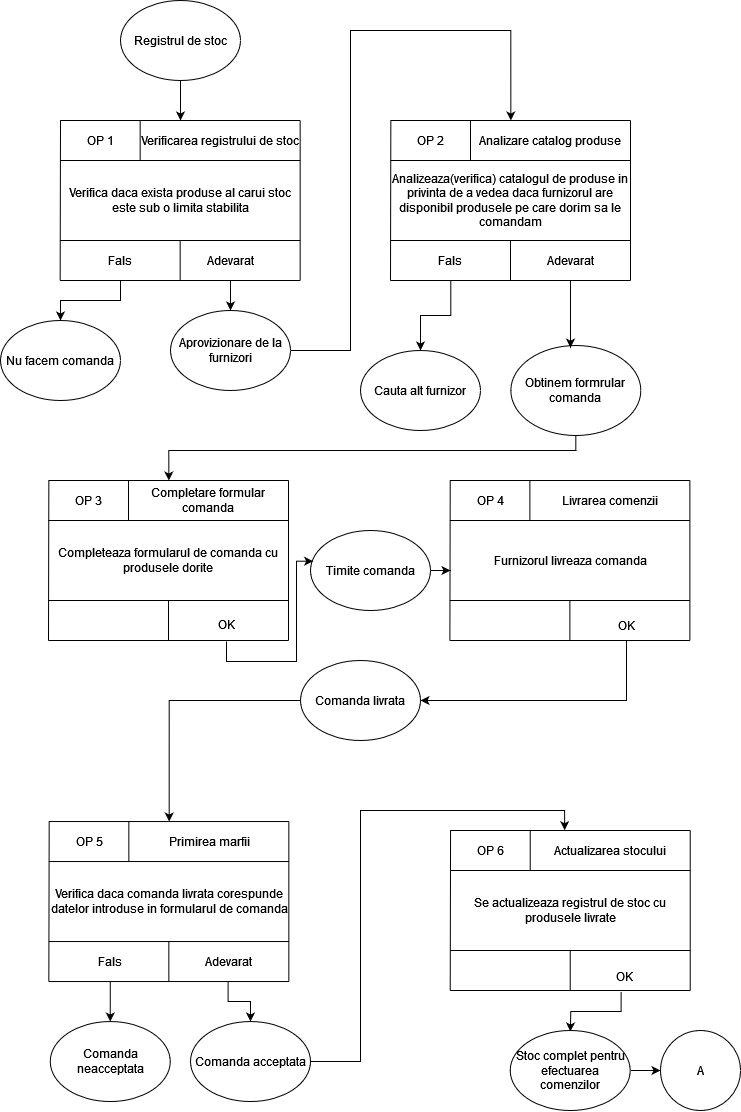 Registrul de stoc
OP 1
Verificarea registrului de stoc
Verifica daca exista produse al carui stoc
este sub o limita stabilita
Fals
Adevarat
Nu facem comanda
Aprovizionare de la
furnizori
OP 2
Analizare catalog produse
Analizeaza(verifica) catalogul de produse in
privinta de a vedea daca furnizorul are
disponibil produsele pe care dorim sa le
comandam
Fals
Adevarat
Cauta alt furnizor
Obtinem formrular
comanda
OP 3
Completare formular
comanda
Completeaza formularul de comanda cu
produsele dorite
OK
Timite comanda
OP 4
Livrarea comenzii
Furnizorul livreaza comanda
OK
Comanda livrata
OP 5
Primirea marfii
Verifica daca comanda livrata corespunde
datelor introduse in formularul de comanda
Fals
Adevarat
Comanda
neacceptata
Comanda acceptata
OP 6
Actualizarea stocului
Se actualizeaza registrul de stoc cu
produsele livrate
OK
Stoc complet pentru
efectuarea
comenzilor
A